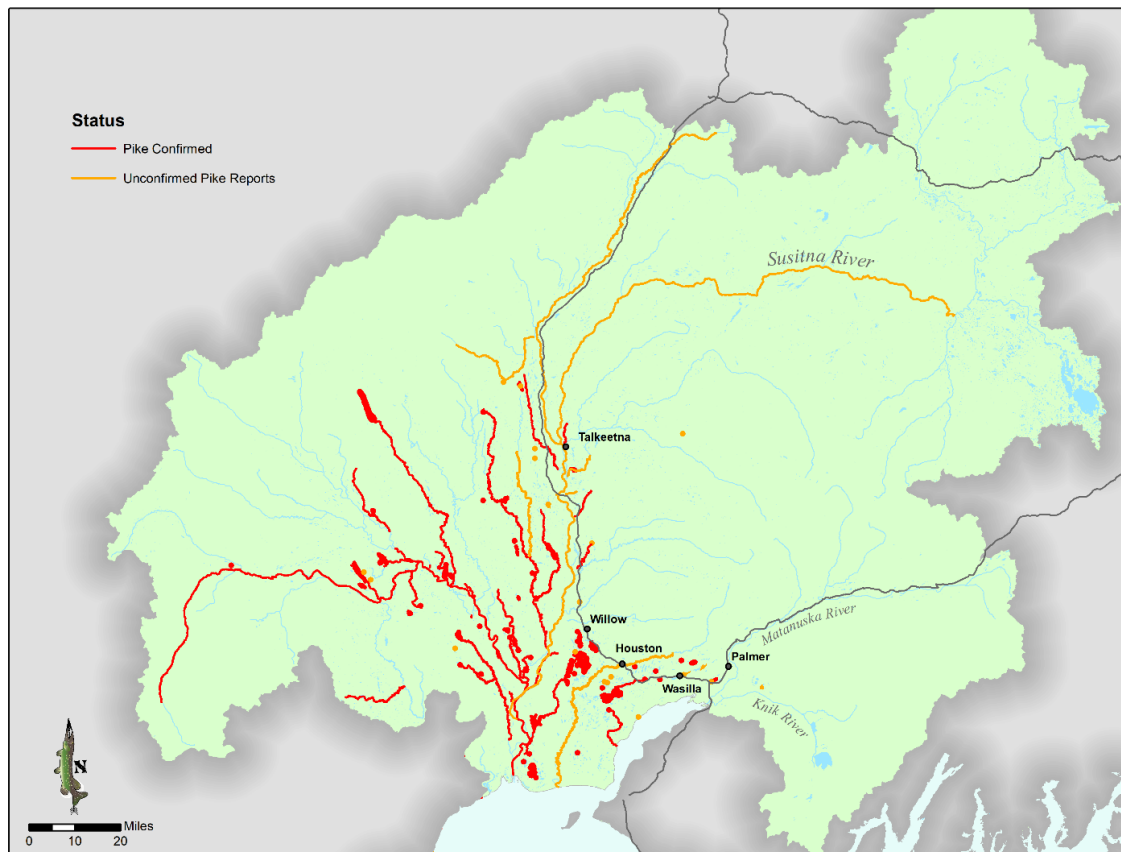 Status
Pike Confirmed
Unconfirmed Pike Reports
Susitna River
Talkeetna
Willow
Houston
Wasilla
Palmer
Matanuska River
Knik River
N
Miles
0 10 20